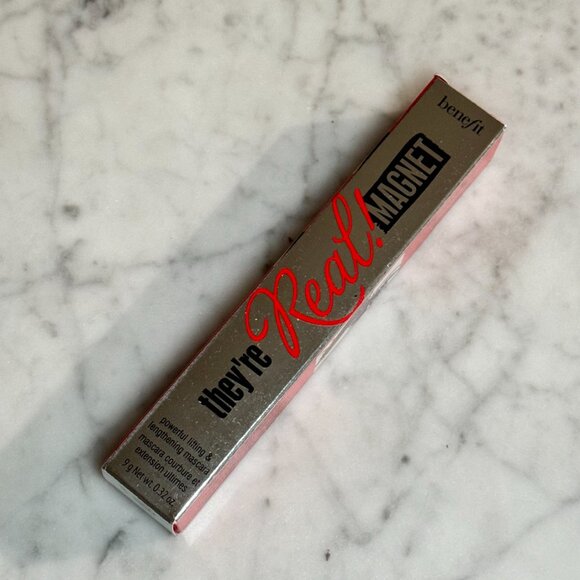 benefit
they're Real! MAGNET
powerful lifting &
lengthening mascara
mascara courbure et
extension ultimes
9 g Net wt. 0.32 oz.